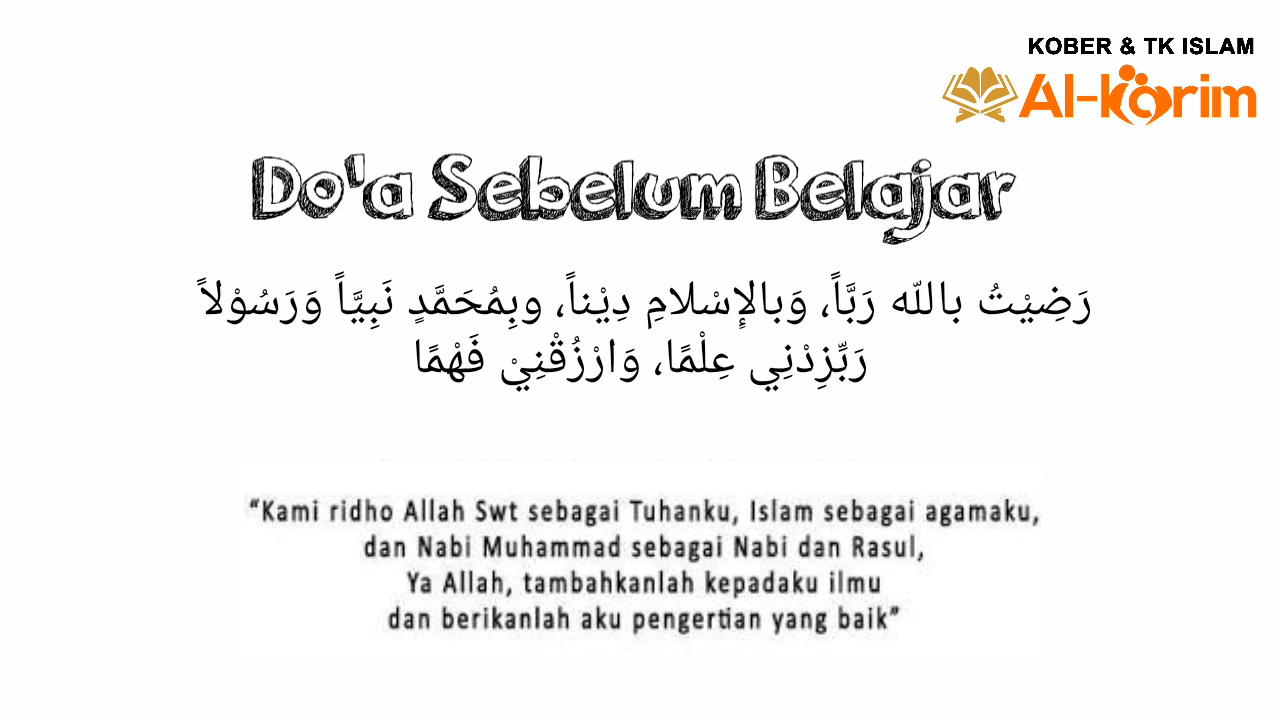 KOBER & TK ISLAM
Al-Karim
Do'a Sebelum Belajar
رَضِيْتُ باللّه رَبَّاً، وَبالإِسْلامِ دِيْناً، وبِمُحَمَّدٍ نَبِيَّاً وَرَسُوْلاً
رَبِّزِدْنِي عِلْمًا، وَارْزُقْنِيْ فَهْمًا
“Kami ridho Allah Swt sebagai Tuhanku, Islam sebagai agamaku,
dan Nabi Muhammad sebagai Nabi dan Rasul,
Ya Allah, tambahkanlah kepadaku ilmu
dan berikanlah aku pengertian yang baik”